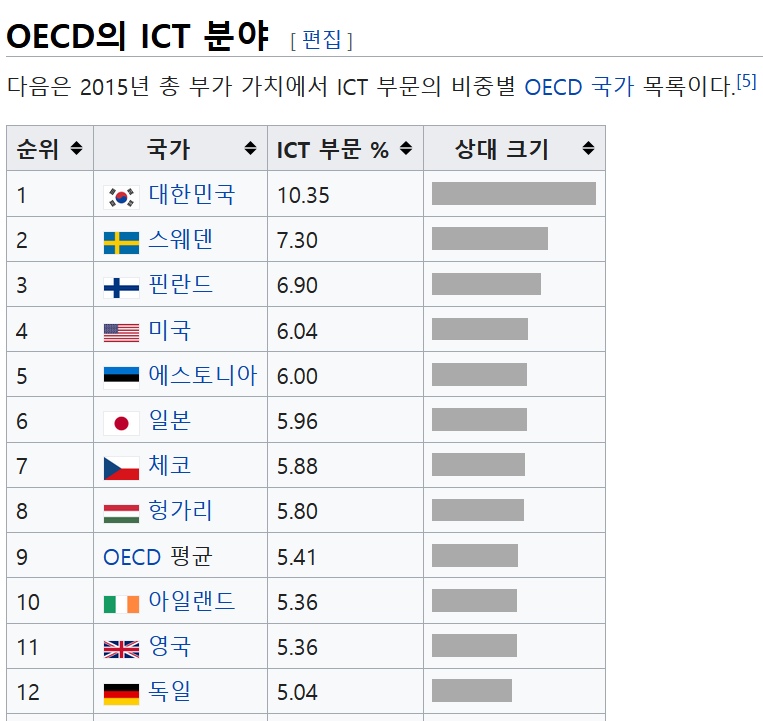 OECD의 ICT 분야 [ 편집 ]
다음은 2015년 총 부가 가치에서 ICT 부문의 비중별 OECD 국가 목록이다.[5]
순위 국가 ICT 부문 % 상대 크기
1 대한민국 10.35
2 스웨덴 7.30
3 핀란드 6.90
4 미국 6.04
5 에스토니아 6.00
6 일본 5.96
7 체코 5.88
8 헝가리 5.80
9 OECD 평균 5.41
10 아일랜드 5.36
11 영국 5.36
12 독일 5.04